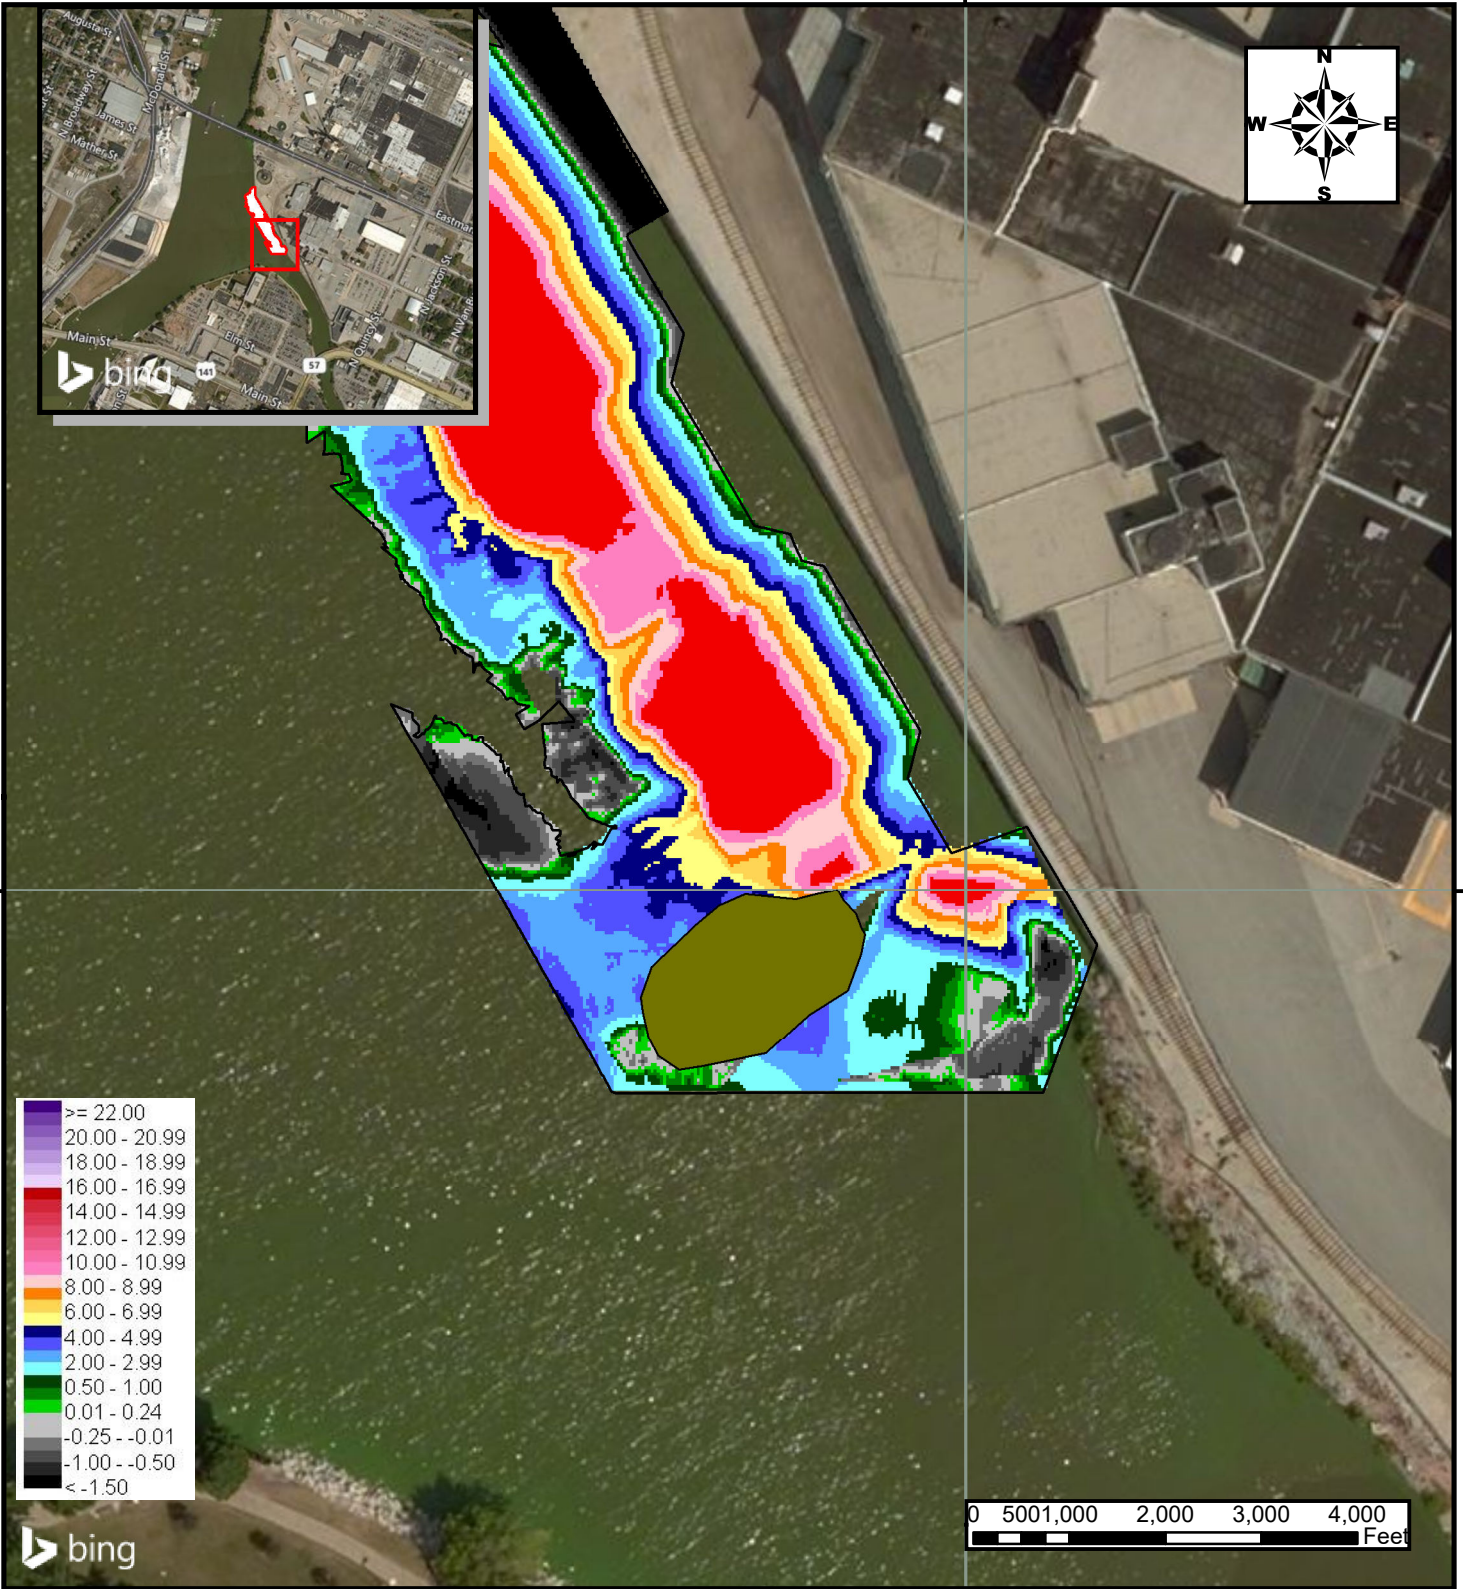 Augusta St
McDonald St
N Broadway St
James St
Mather St
Eastman
N Jackson St
N Quincy St
Elm St
Main St
Main St
141
57
bing
N
W E
S
>= 22.00
20.00 - 20.99
18.00 - 18.99
16.00 - 16.99
14.00 - 14.99
12.00 - 12.99
10.00 - 10.99
8.00 - 8.99
6.00 - 6.99
4.00 - 4.99
2.00 - 2.99
0.50 - 1.00
0.01 - 0.24
-0.25 - -0.01
-1.00 - -0.50
< -1.50
bing
0 500 1,000 2,000 3,000 4,000
Feet